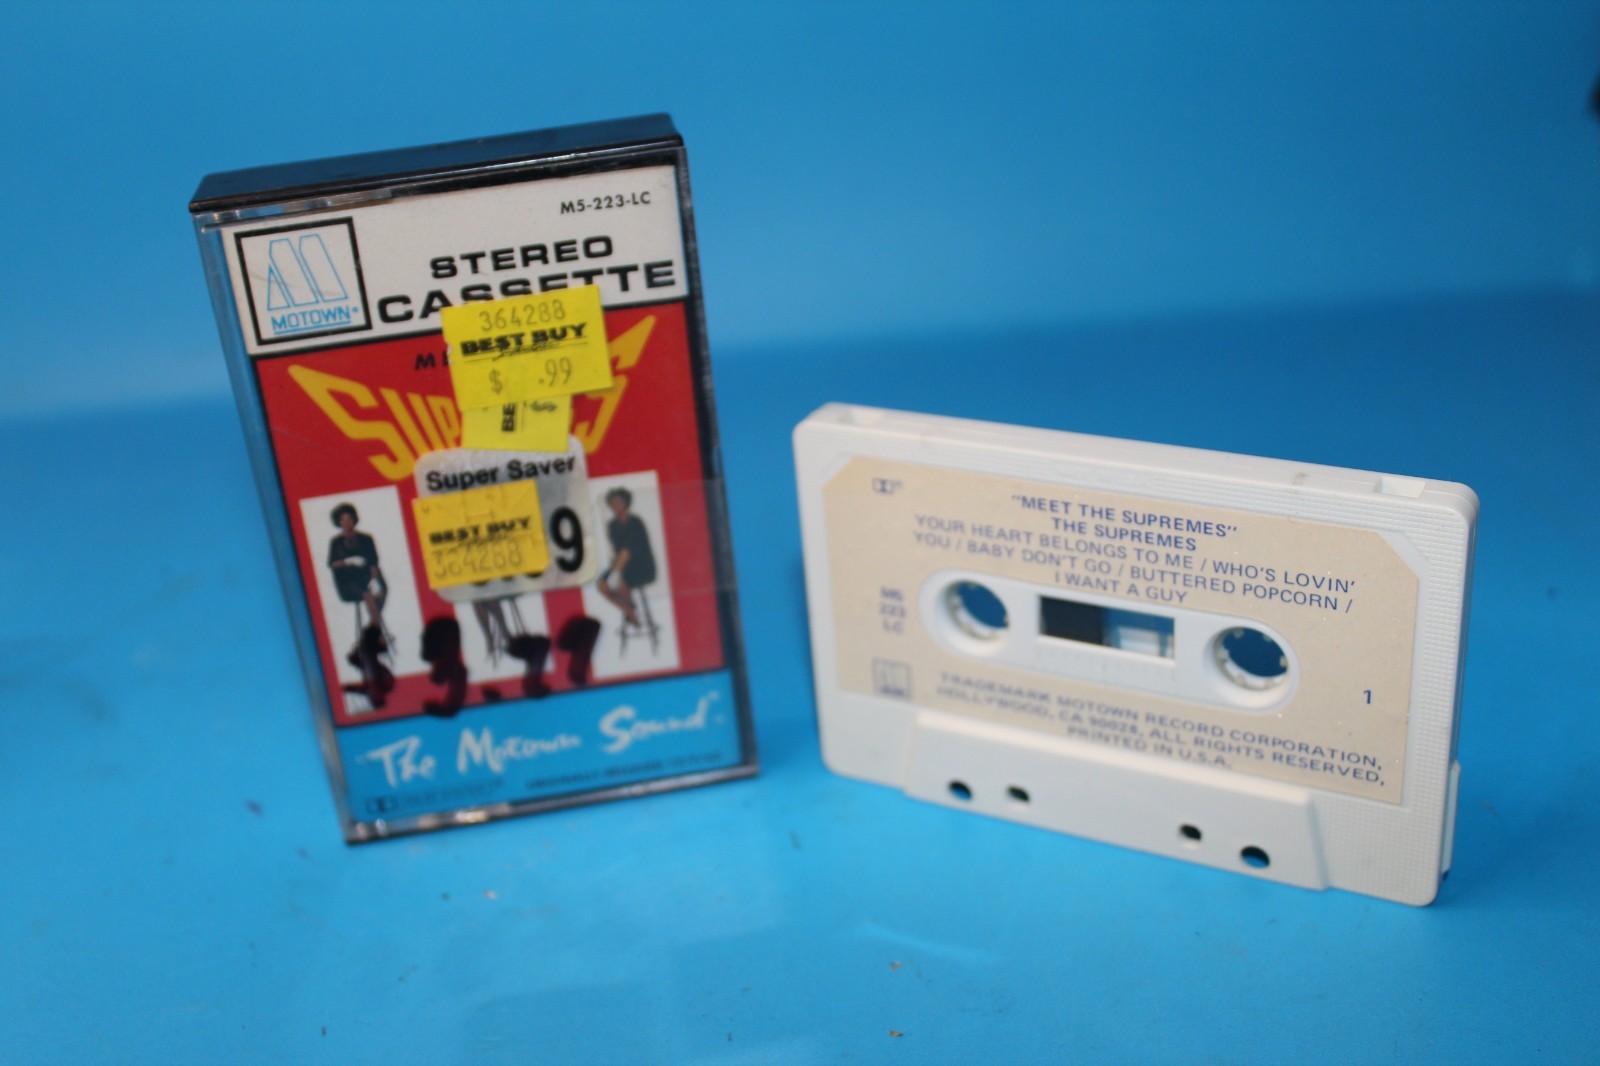 M5-223-LC
MOTOWN®
STEREO
CASSETTE
364288
BEST BUY
$ .99
Super Saver
BEST BUY
364288
9
"The Motown Sound"
"MEET THE SUPREMES"
THE SUPREMES
YOUR HEART BELONGS TO ME / WHO'S LOVIN'
YOU / BABY DON'T GO / BUTTERED POPCORN /
I WANT A GUY
M5
223
LC
1
TRADEMARK MOTOWN RECORD CORPORATION,
HOLLYWOOD, CA 90028, ALL RIGHTS RESERVED,
PRINTED IN U.S.A.